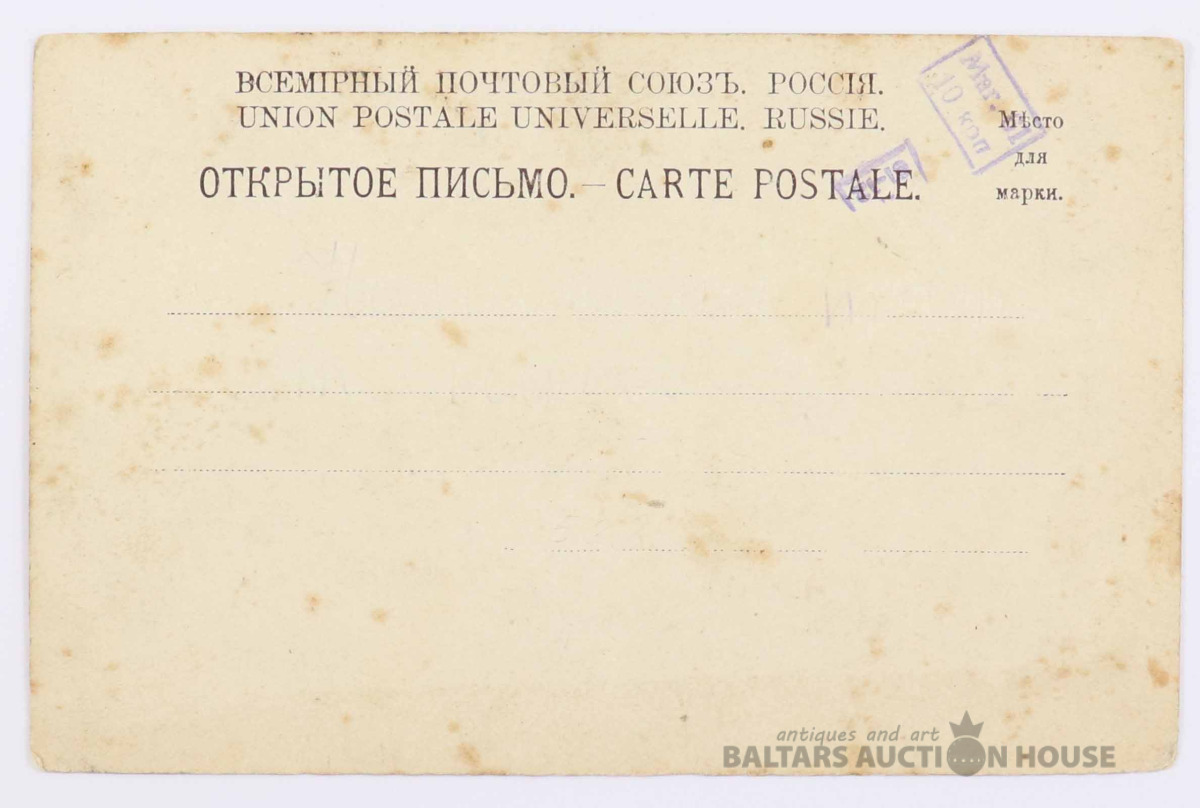 ВСЕМІРНЫЙ ПОЧТОВЫЙ СОЮЗЪ. РОССІЯ.
UNION POSTALE UNIVERSELLE. RUSSIE.
ОТКРЫТОЕ ПИСЬМО. — CARTE POSTALE.
Мѣсто
для
марки.
Маг.
10 коп
antiques and art
BALTARS AUCTION HOUSE